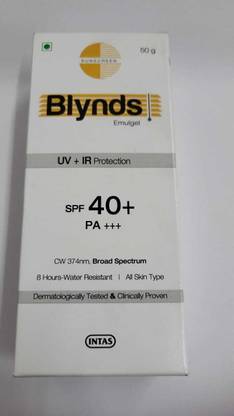 SUNSCREEN
50 g
Blynds
Emulgel
UV + IR Protection
SPF 40+
PA +++
CW 374nm, Broad Spectrum
8 Hours-Water Resistant | All Skin Type
Dermatologically Tested & Clinically Proven
INTAS